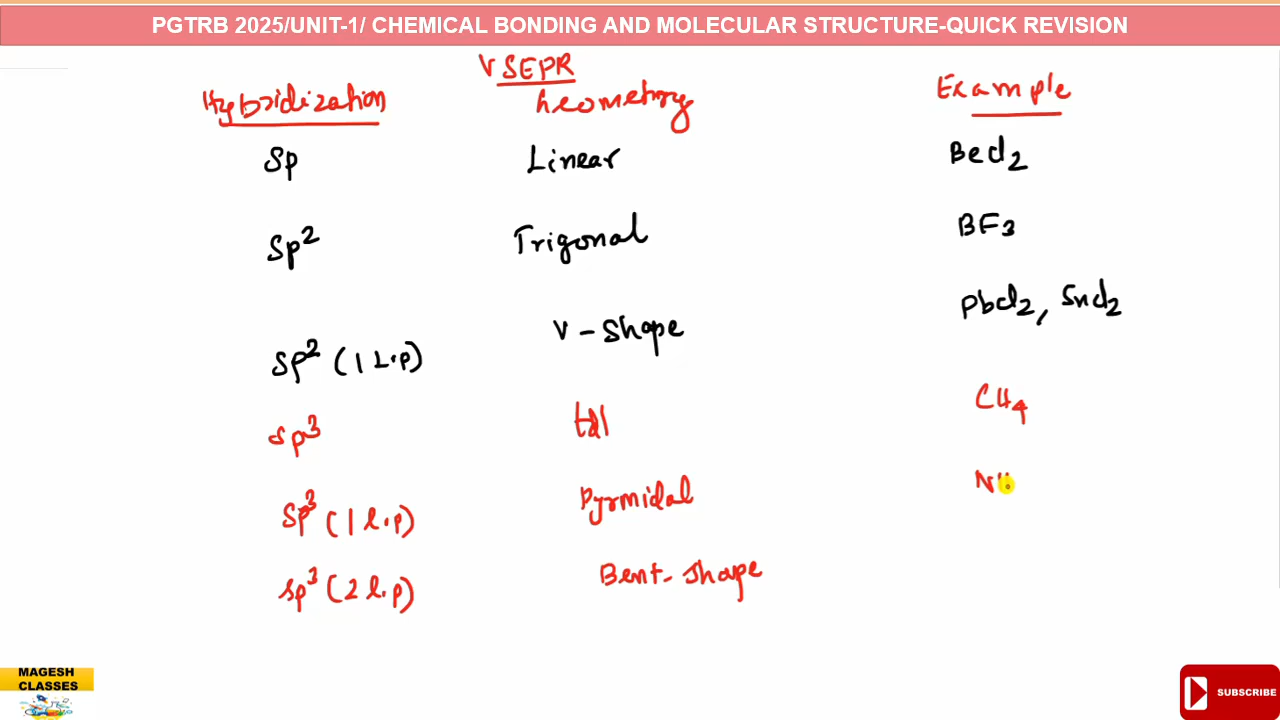 PGTRB 2025/UNIT-1/ CHEMICAL BONDING AND MOLECULAR STRUCTURE-QUICK REVISION
VSEPR
Hybridization Geometry Example
Sp Linear BeCl2
Sp2 Trigonal BF3
Sp2 (1 L.p) V-Shape PbCl2, SnCl2
Sp3 tdl CH4
Sp3 (1 l.p) Pyrmidal
Sp3 (2 l.p) Bent-Shape
MAGESH
CLASSES
SUBSCRIBE